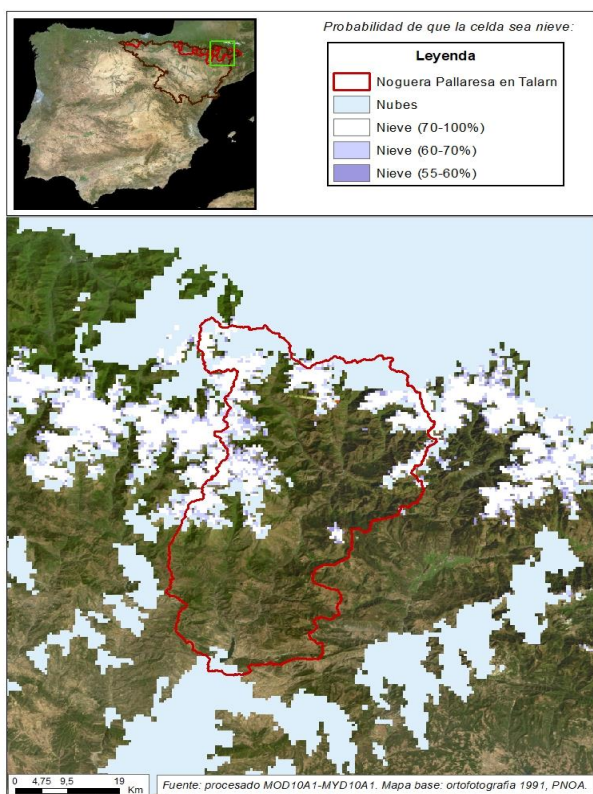 Probabilidad de que la celda sea nieve:
Leyenda
Noguera Pallaresa en Talarn
Nubes
Nieve (70-100%)
Nieve (60-70%)
Nieve (55-60%)
0 4,75 9,5 19
Km
Fuente: procesado MOD10A1-MYD10A1. Mapa base: ortofotografia 1991, PNOA.